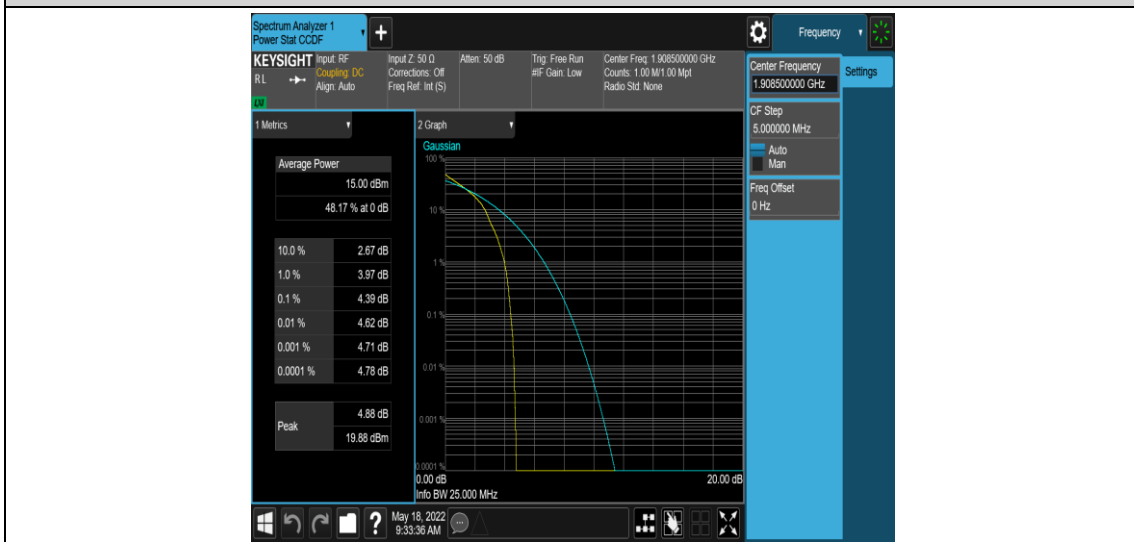 Spectrum Analyzer 1
Power Stat CCDF
+
Frequency
KEYSIGHT
RL
LXI
Input: RF
Coupling: DC
Align: Auto
Input Z: 50 Ω
Corrections: Off
Freq Ref: Int (S)
Atten: 50 dB
Trig: Free Run
#IF Gain: Low
Center Freq: 1.908500000 GHz
Counts: 1.00 M/1.00 Mpt
Radio Std: None
Center Frequency
1.908500000 GHz
Settings
CF Step
5.000000 MHz
Auto
Man
Freq Offset
0 Hz
1 Metrics
Average Power
15.00 dBm
48.17 % at 0 dB
10.0 % 2.67 dB
1.0 % 3.97 dB
0.1 % 4.39 dB
0.01 % 4.62 dB
0.001 % 4.71 dB
0.0001 % 4.78 dB
Peak
4.88 dB
19.88 dBm
2 Graph
Gaussian
100 %
10 %
1 %
0.1 %
0.01 %
0.001 %
0.0001 %
0.00 dB 20.00 dB
Info BW 25.000 MHz
?
May 18, 2022
9:33:36 AM